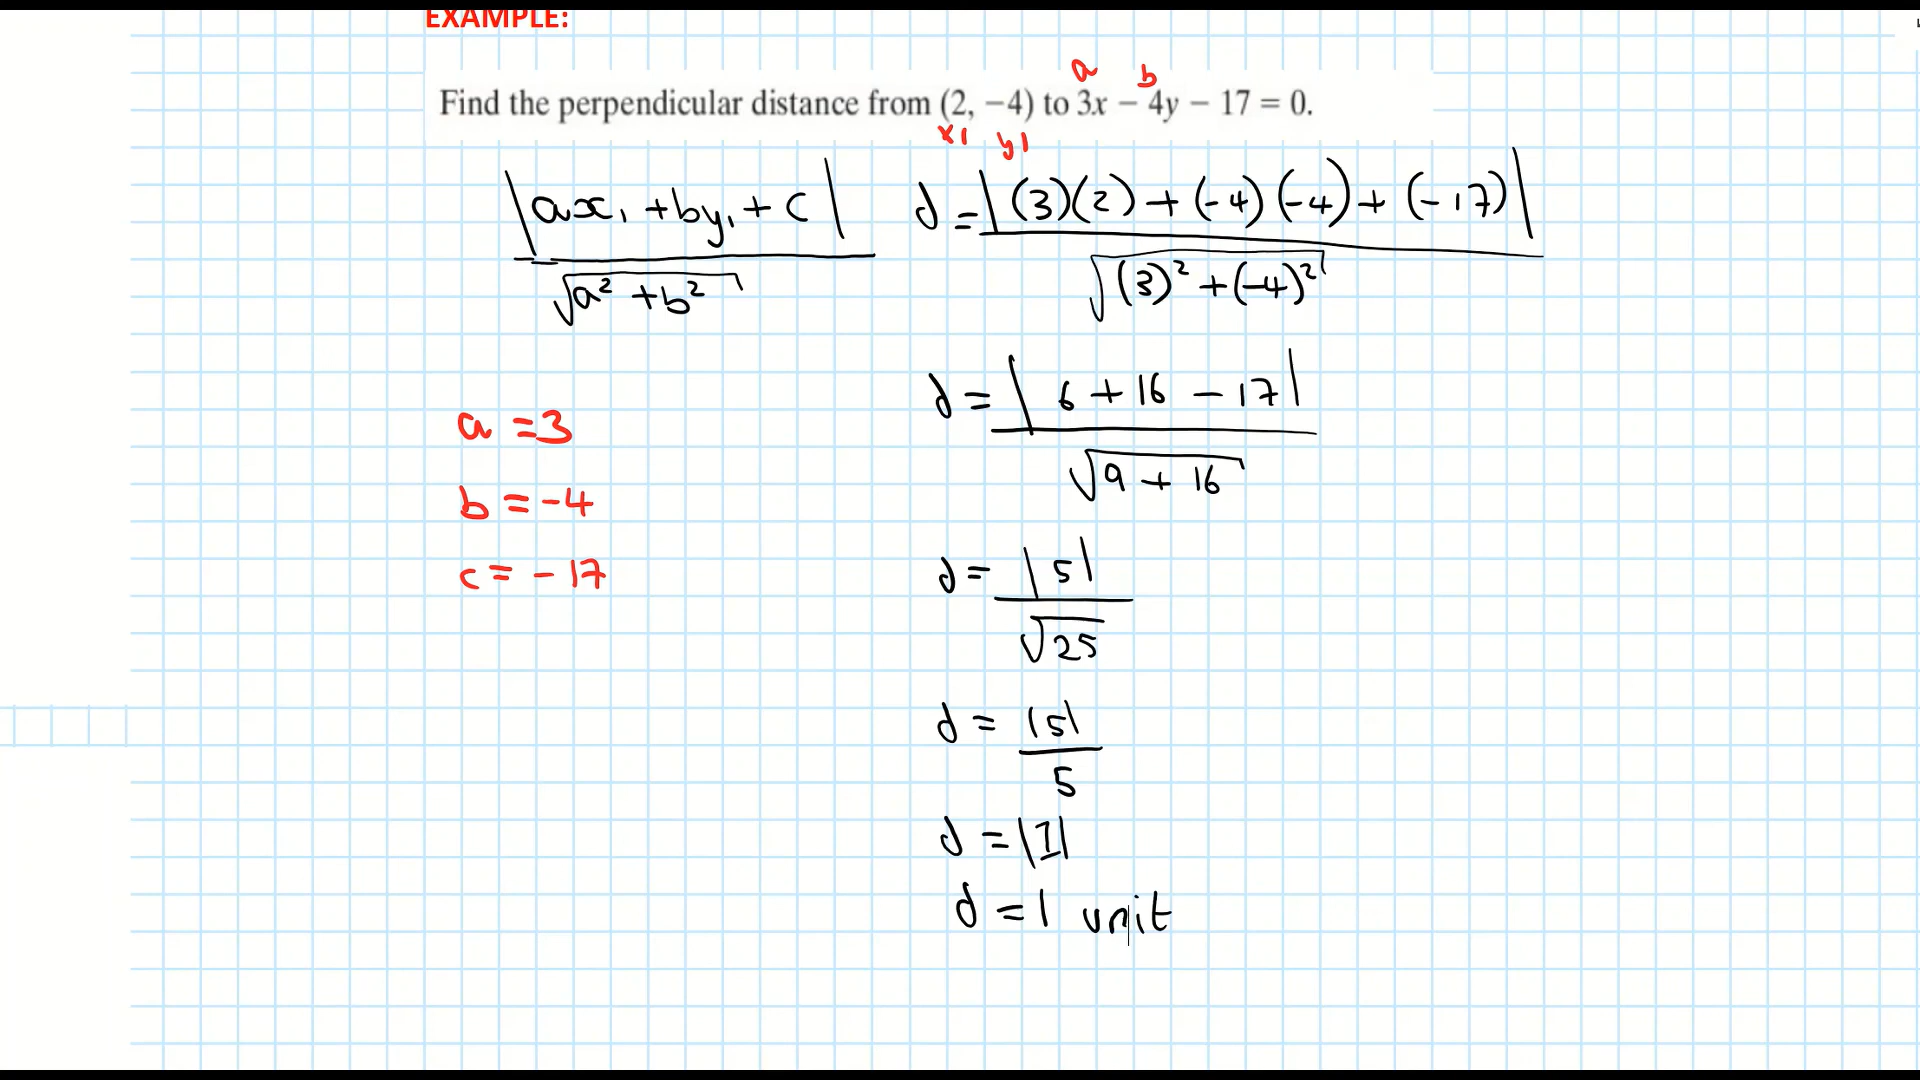 EXAMPLE:
a b
Find the perpendicular distance from (2, −4) to 3x − 4y − 17 = 0.
x1 y1
|ax₁ + by₁ + c|
√a² + b²
d = |(3)(2) + (-4)(-4) + (-17)|
√(3)² + (-4)²
d = | 6 + 16 - 17|
√9 + 16
a = 3
b = -4
c = - 17
d = |5|
√25
d = |5|
5
d = |1|
d = 1 unit